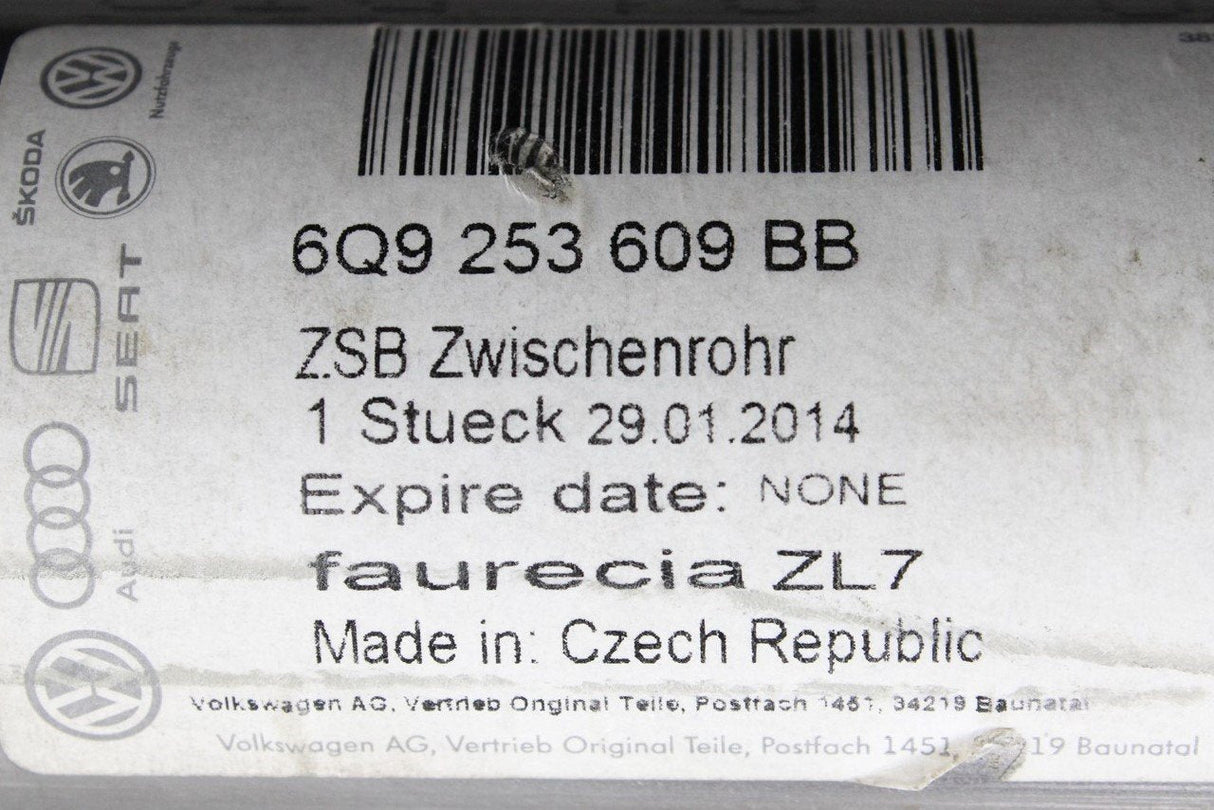 Nutzfahrzeuge
ŠKODA
SEAT
Audi
6Q9 253 609 BB
ZSB Zwischenrohr
1 Stueck 29.01.2014
Expire date: NONE
faurecia ZL7
Made in: Czech Republic
Volkswagen AG, Vertrieb Original Teile, Postfach 1451, 34219 Baunatal
Volkswagen AG, Vertrieb Original Teile, Postfach 1451, 19 Baunatal